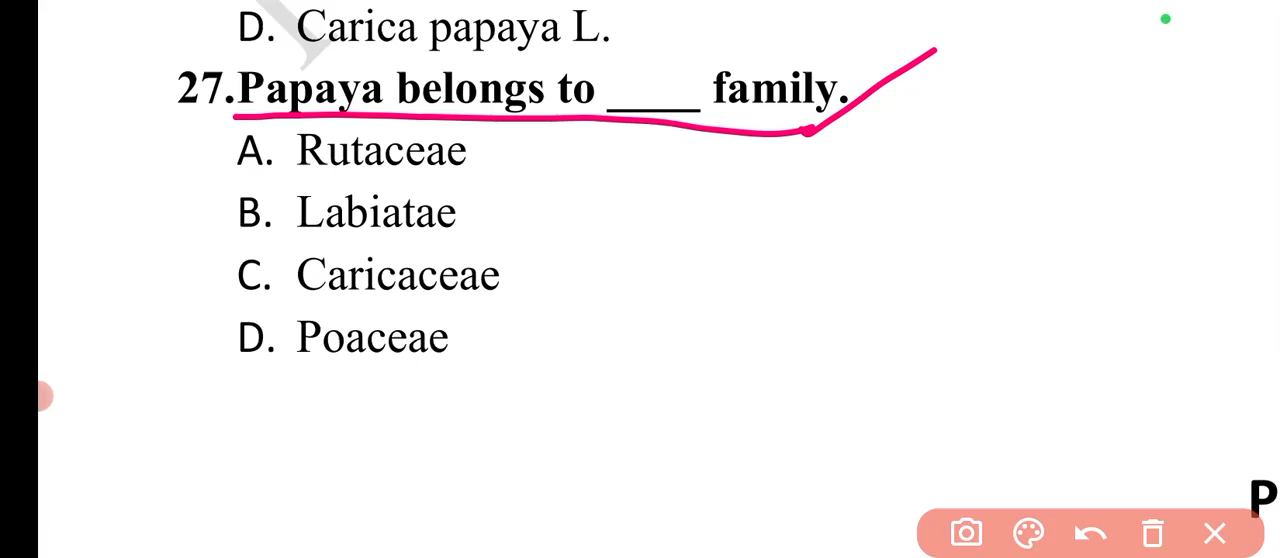 D. Carica papaya L.
27.Papaya belongs to ____ family.
A. Rutaceae
B. Labiatae
C. Caricaceae
D. Poaceae
P